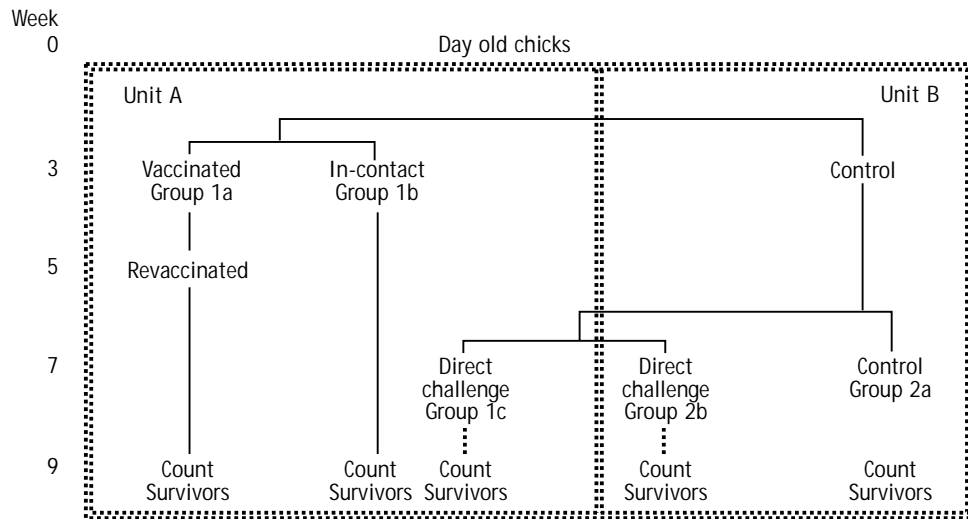 Week
0 Day old chicks
Unit A Unit B
3 Vaccinated In-contact Control
Group 1a Group 1b
5 Revaccinated
7 Direct Direct Control
challenge challenge Group 2a
Group 1c Group 2b
9 Count Count Count Count Count
Survivors Survivors Survivors Survivors Survivors